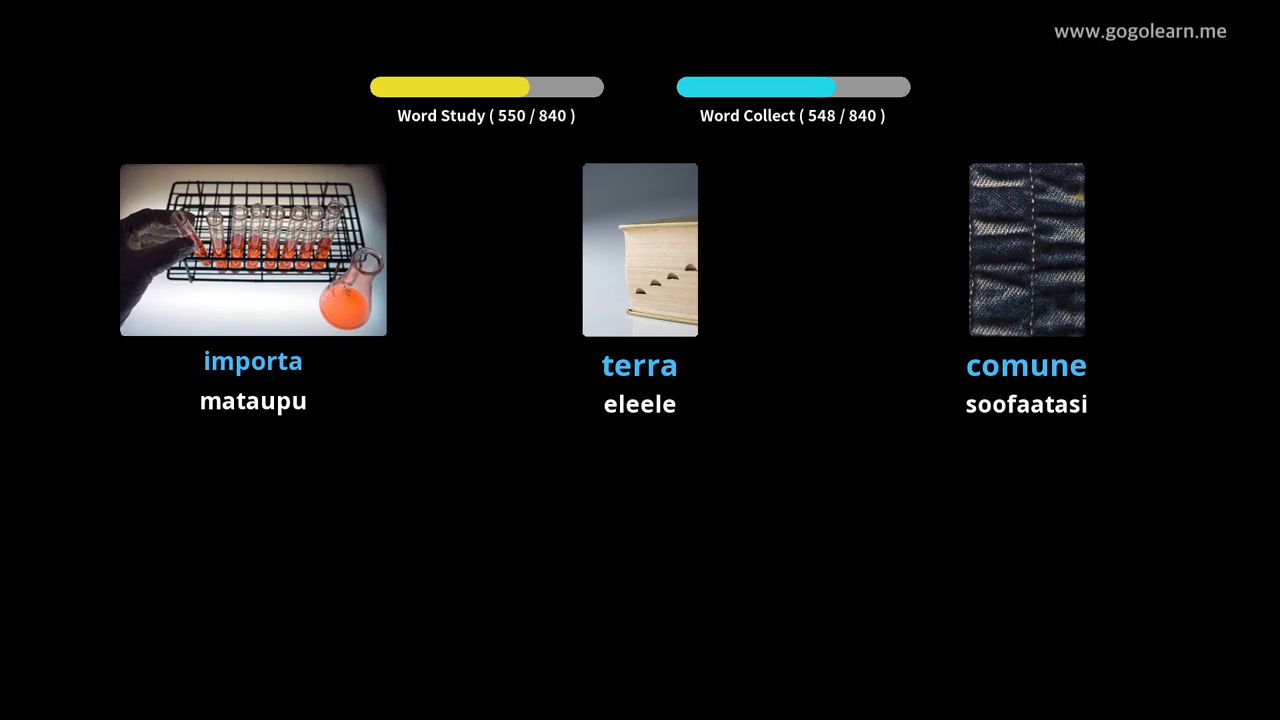 www.gogolearn.me
Word Study ( 550 / 840 )
Word Collect ( 548 / 840 )
importa
mataupu
terra
eleele
comune
soofaatasi